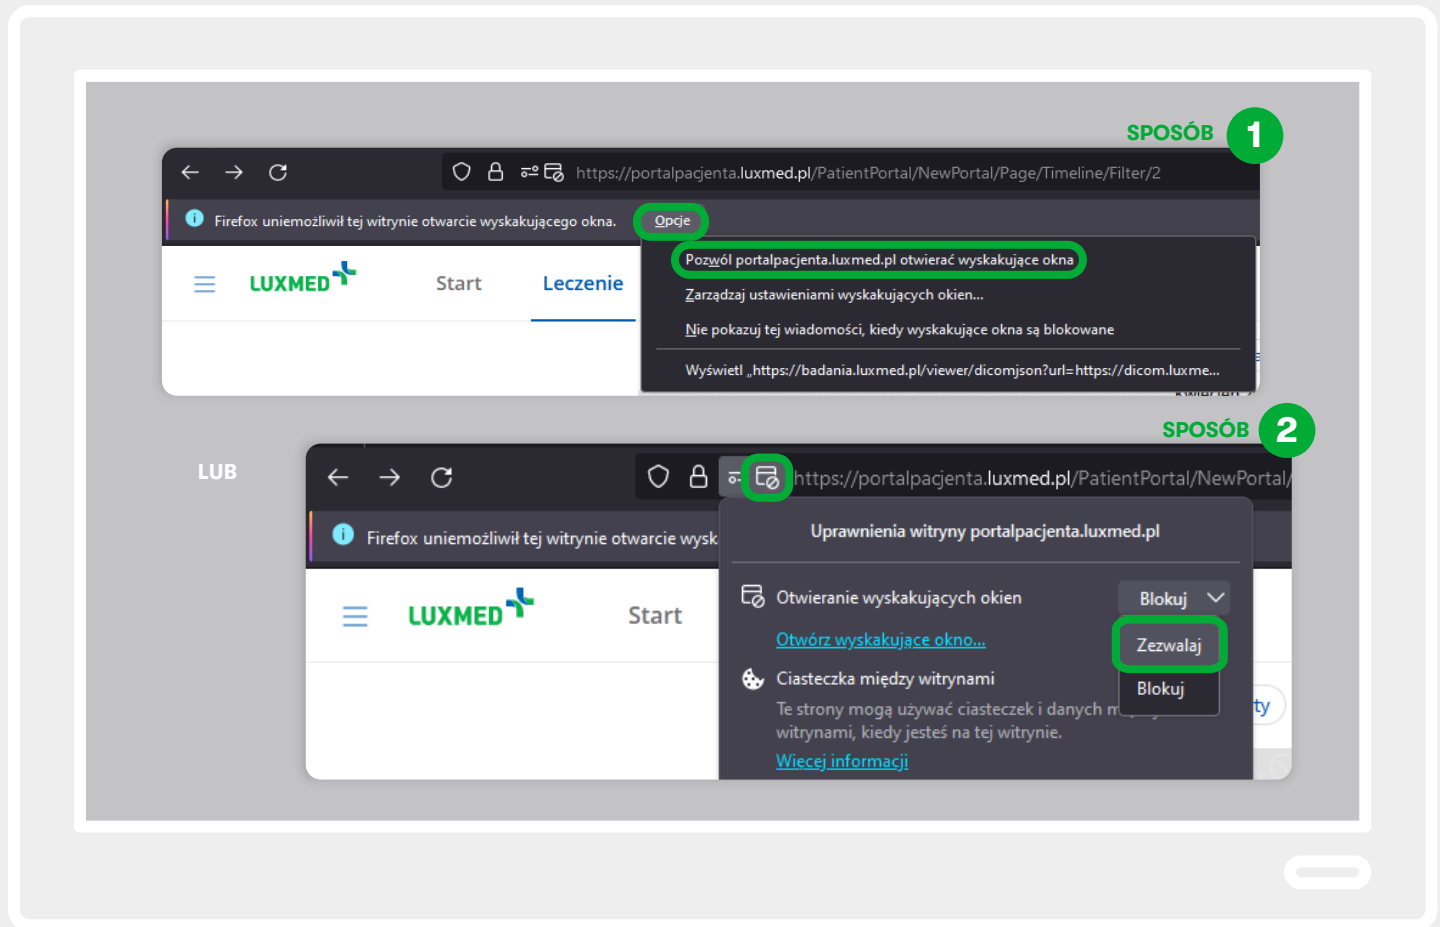 SPOSÓB 1
https://portalpacjenta.luxmed.pl/PatientPortal/NewPortal/Page/Timeline/Filter/2
Firefox uniemożliwił tej witrynie otwarcie wyskakującego okna. Opcje
LUXMED Start Leczenie
Pozwól portalpacjenta.luxmed.pl otwierać wyskakujące okna
Zarządzaj ustawieniami wyskakujących okien...
Nie pokazuj tej wiadomości, kiedy wyskakujące okna są blokowane
Wyświetl „https://badania.luxmed.pl/viewer/dicomjson?url=https://dicom.luxme...
SPOSÓB 2
LUB
https://portalpacjenta.luxmed.pl/PatientPortal/NewPortal/
Firefox uniemożliwił tej witrynie otwarcie wysk
LUXMED Start
Uprawnienia witryny portalpacjenta.luxmed.pl
Otwieranie wyskakujących okien Blokuj
Otwórz wyskakujące okno...
Zezwalaj
Blokuj
Ciasteczka między witrynami
Te strony mogą używać ciasteczek i danych
witrynami, kiedy jesteś na tej witrynie.
Więcej informacji
ty